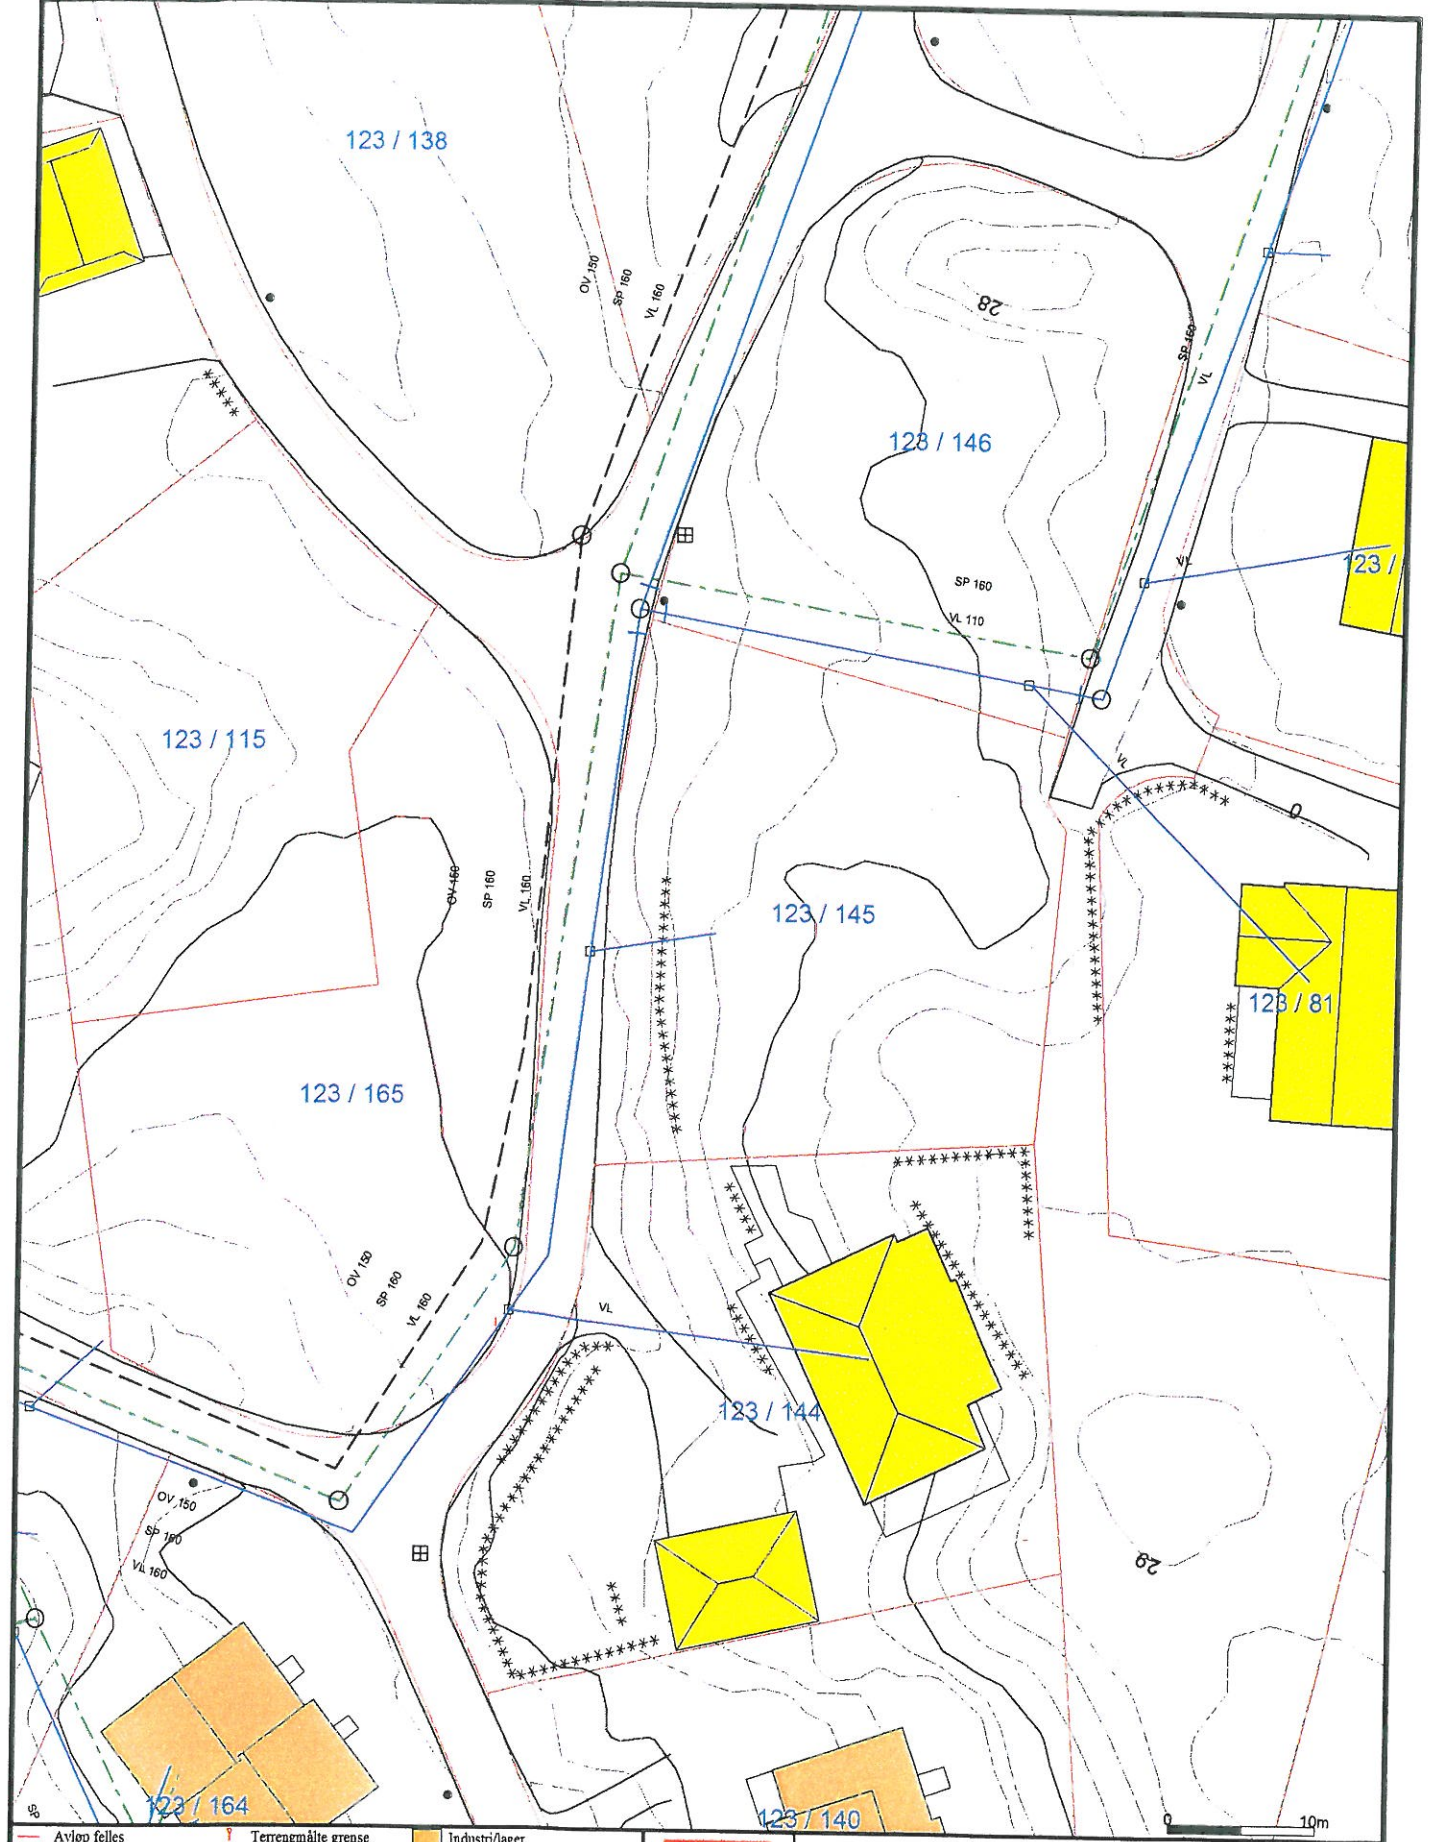 123 / 138
OV 150
SP 160
VL 160
28
SP 160
VL
123 / 146
VL
123 /
SP 160
VL 110
123 / 115
VL
0
OV 150
SP 160
VL 160
123 / 145
123 / 81
123 / 165
OV 150
SP 160
VL 160
VL
123 / 144
OV 150
SP 160
VL 160
29
123 / 164
SP
123 / 140
0 10m
Avløp felles Terrengmålte grense Industri/lager